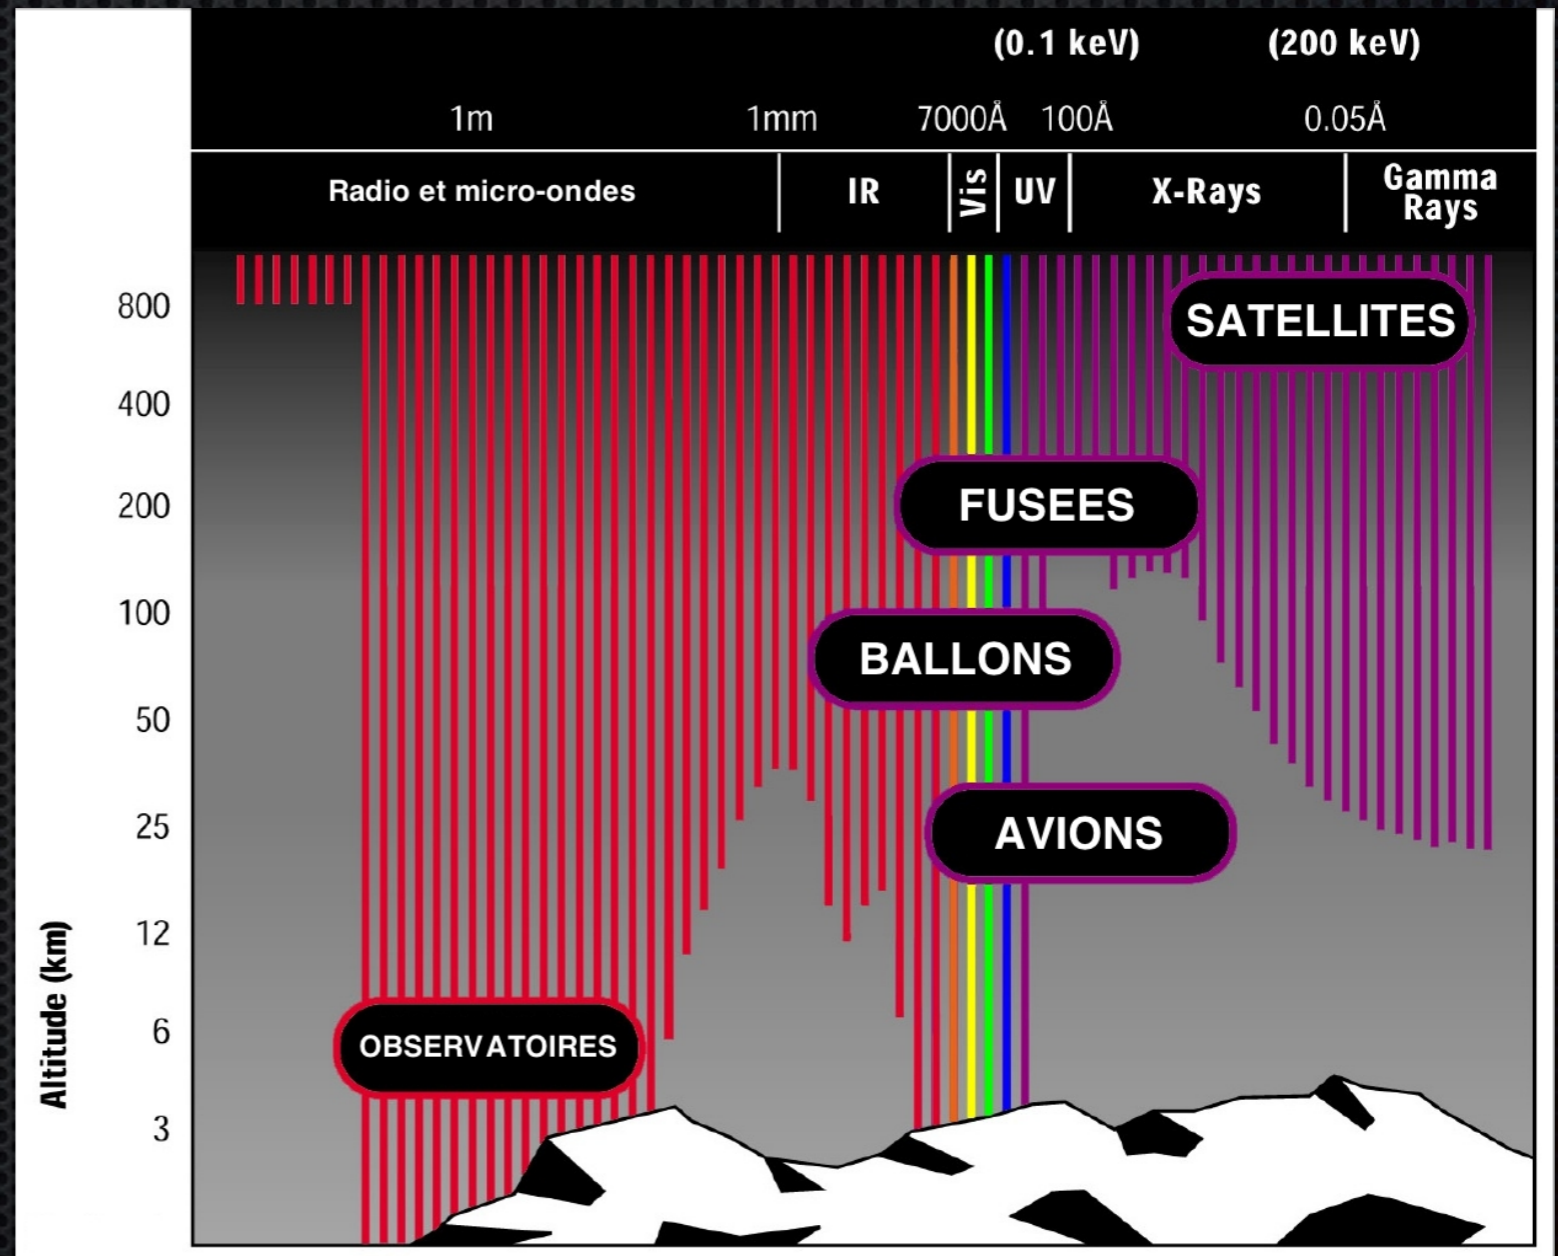 (0.1 keV) (200 keV)
1m 1mm 7000Å 100Å 0.05Å
Radio et micro-ondes IR Vis UV X-Rays Gamma
Rays
800
SATELLITES
400
200
FUSEES
100
BALLONS
50
25
AVIONS
12
6
OBSERVATOIRES
3
Altitude (km)